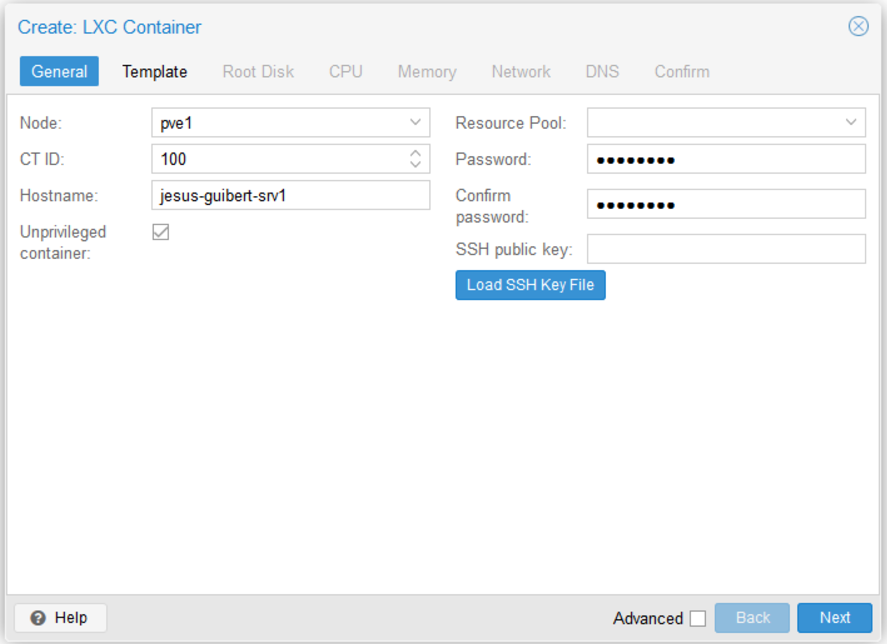 Create: LXC Container
General Template Root Disk CPU Memory Network DNS Confirm
Node: pve1
CT ID: 100
Hostname: jesus-guibert-srv1
Unprivileged
container:
Resource Pool:
Password: ●●●●●●●●
Confirm
password: ●●●●●●●●
SSH public key:
Load SSH Key File
Help
Advanced
Back
Next